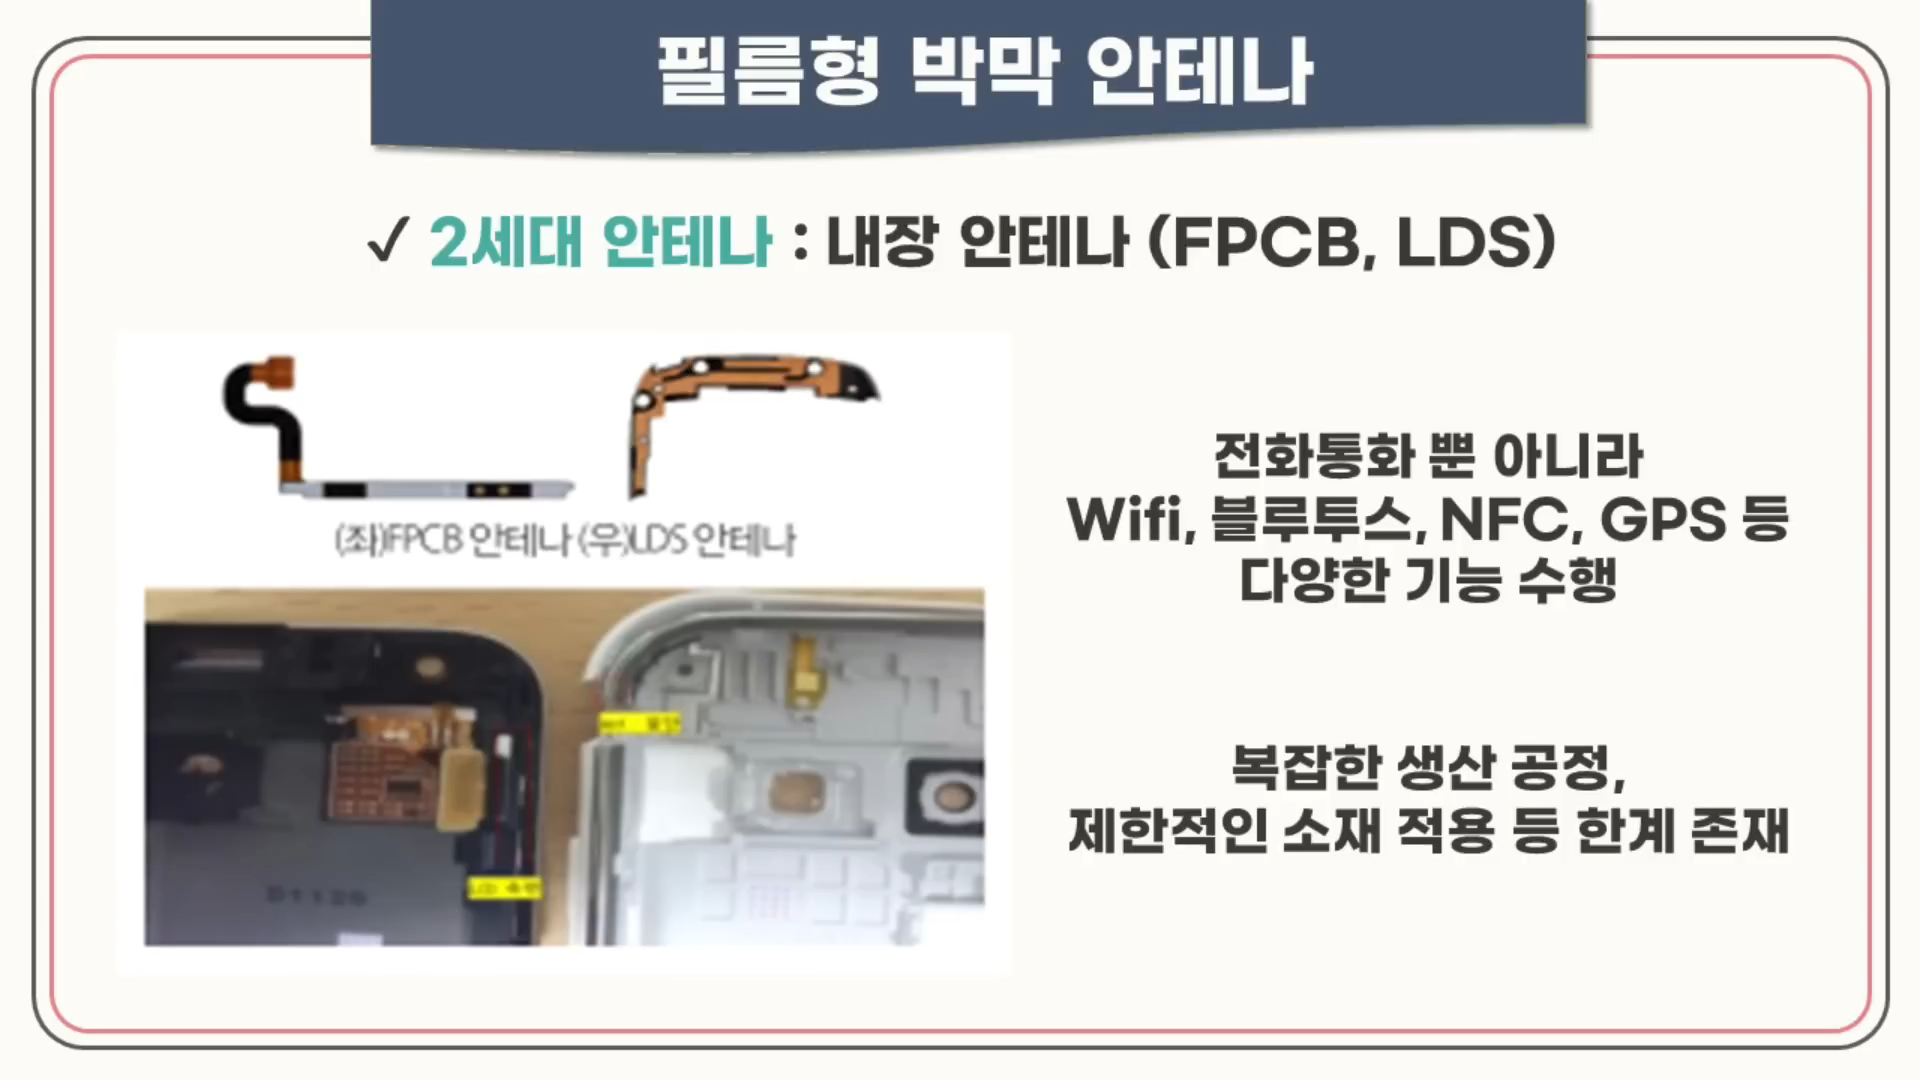 필름형 박막 안테나
✓ 2세대 안테나 : 내장 안테나 (FPCB, LDS)
(좌)FPCB 안테나 (우)LDS 안테나
전화통화 뿐 아니라
Wifi, 블루투스, NFC, GPS 등
다양한 기능 수행
복잡한 생산 공정,
제한적인 소재 적용 등 한계 존재